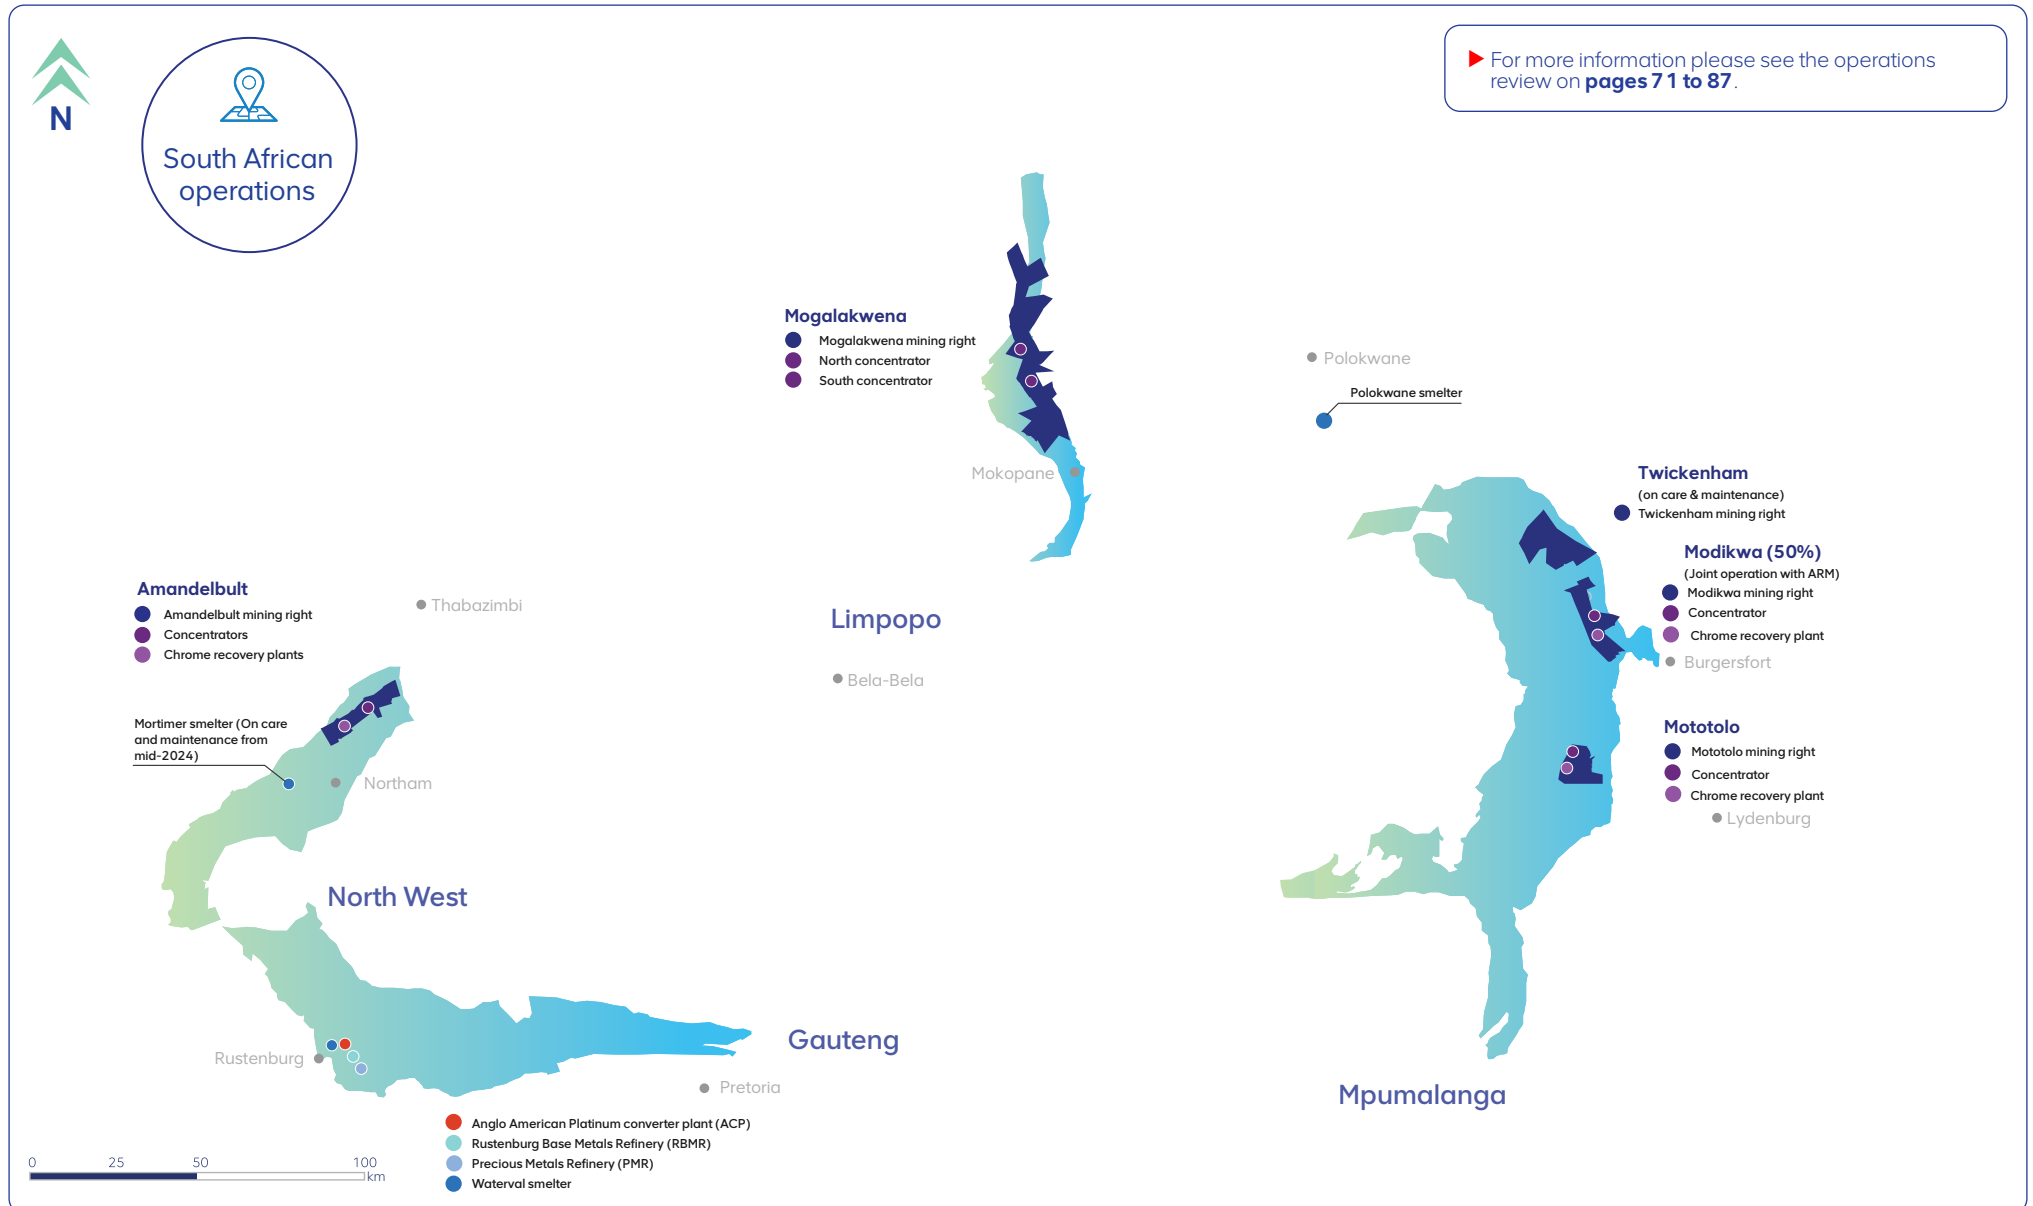 N
South African
operations
For more information please see the operations
review on pages 71 to 87.
Mogalakwena
Mogalakwena mining right
North concentrator
South concentrator
Mokopane
Polokwane
Polokwane smelter
Twickenham
(on care & maintenance)
Twickenham mining right
Modikwa (50%)
(Joint operation with ARM)
Modikwa mining right
Concentrator
Chrome recovery plant
Burgersfort
Mototolo
Mototolo mining right
Concentrator
Chrome recovery plant
Lydenburg
Amandelbult
Amandelbult mining right
Concentrators
Chrome recovery plants
Thabazimbi
Limpopo
Bela-Bela
Mortimer smelter (On care
and maintenance from
mid-2024)
Northam
North West
Gauteng
Rustenburg
Pretoria
Mpumalanga
Anglo American Platinum converter plant (ACP)
Rustenburg Base Metals Refinery (RBMR)
Precious Metals Refinery (PMR)
Waterval smelter
0 25 50 100
km